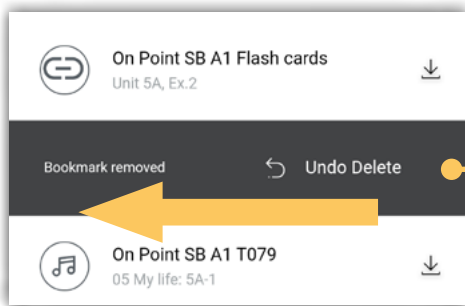 On Point SB A1 Flash cards
Unit 5A, Ex.2
Bookmark removed Undo Delete
On Point SB A1 T079
05 My life: 5A-1